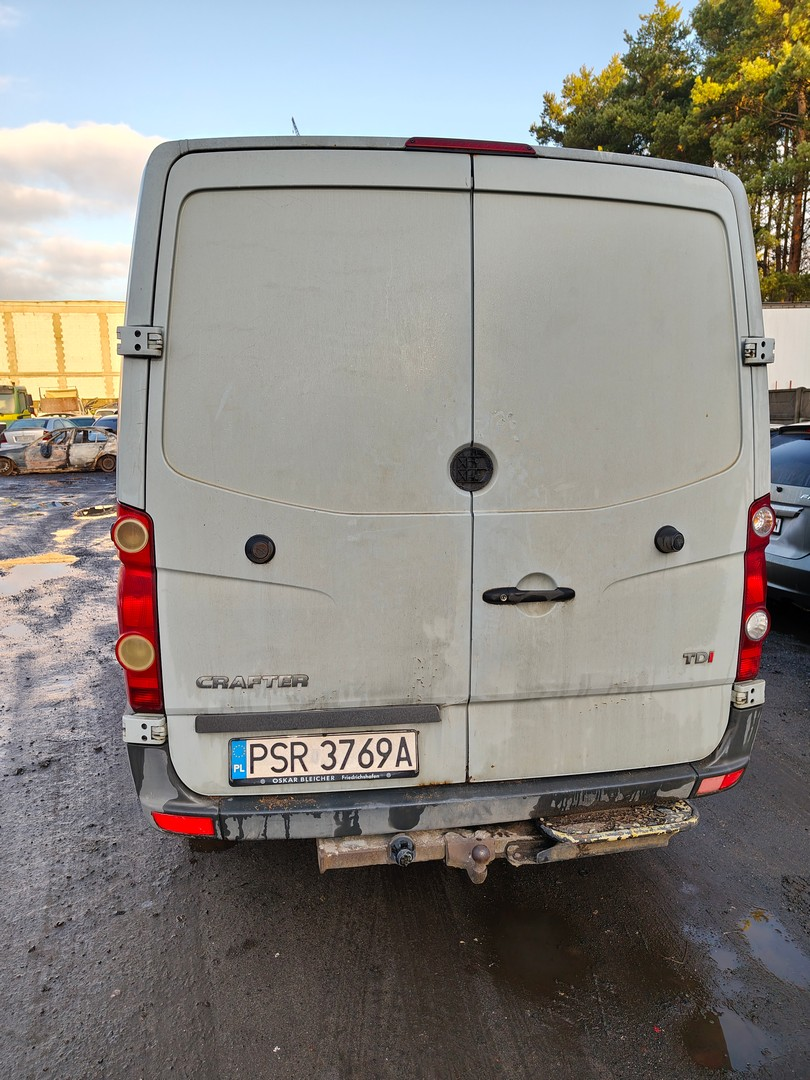 CRAFTER
TDI
PL
PSR 3769A
OSKAR BLEICHER Friedrichshafen